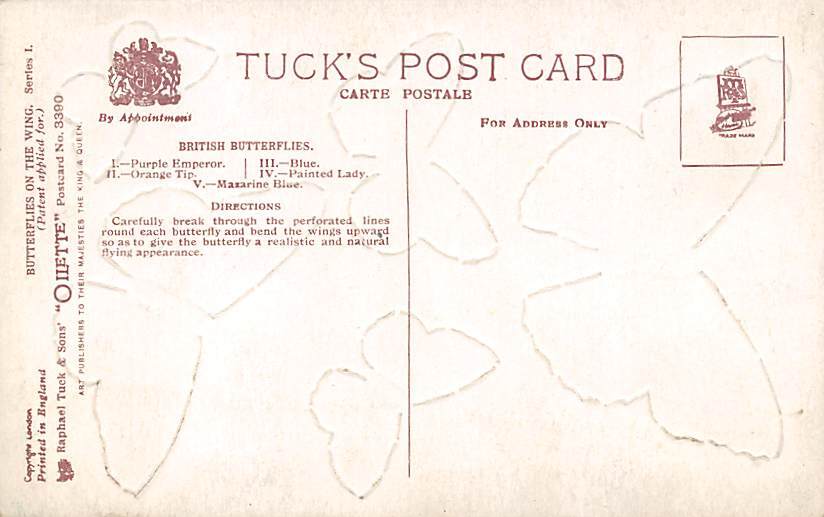 TUCK'S POST CARD
CARTE POSTALE
By Appointment
FOR ADDRESS ONLY
TRADE MARK
BRITISH BUTTERFLIES.
I.—Purple Emperor.
II.—Orange Tip.
III.—Blue.
IV.—Painted Lady.
V.—Mazarine Blue.
DIRECTIONS
Carefully break through the perforated lines
round each butterfly and bend the wings upward
so as to give the butterfly a realistic and natural
flying appearance.
BUTTERFLIES ON THE WING. Series I.
(Patent applied for.)
Raphael Tuck & Sons' "OILETTE" Postcard No. 3390
ART PUBLISHERS TO THEIR MAJESTIES THE KING & QUEEN.
Copyright London
Printed in England